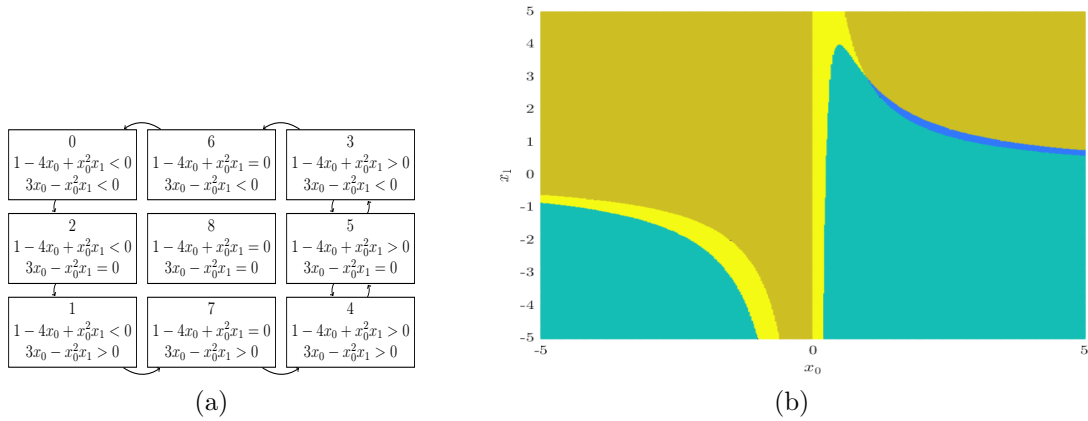 0
1 − 4x₀ + x₀²x₁ < 0
3x₀ − x₀²x₁ < 0
6
1 − 4x₀ + x₀²x₁ = 0
3x₀ − x₀²x₁ < 0
3
1 − 4x₀ + x₀²x₁ > 0
3x₀ − x₀²x₁ < 0
2
1 − 4x₀ + x₀²x₁ < 0
3x₀ − x₀²x₁ = 0
8
1 − 4x₀ + x₀²x₁ = 0
3x₀ − x₀²x₁ = 0
5
1 − 4x₀ + x₀²x₁ > 0
3x₀ − x₀²x₁ = 0
1
1 − 4x₀ + x₀²x₁ < 0
3x₀ − x₀²x₁ > 0
7
1 − 4x₀ + x₀²x₁ = 0
3x₀ − x₀²x₁ > 0
4
1 − 4x₀ + x₀²x₁ > 0
3x₀ − x₀²x₁ > 0
(a)
5
4
3
2
1
0
-1
-2
-3
-4
-5
x₁
-5
0
5
x₀
(b)